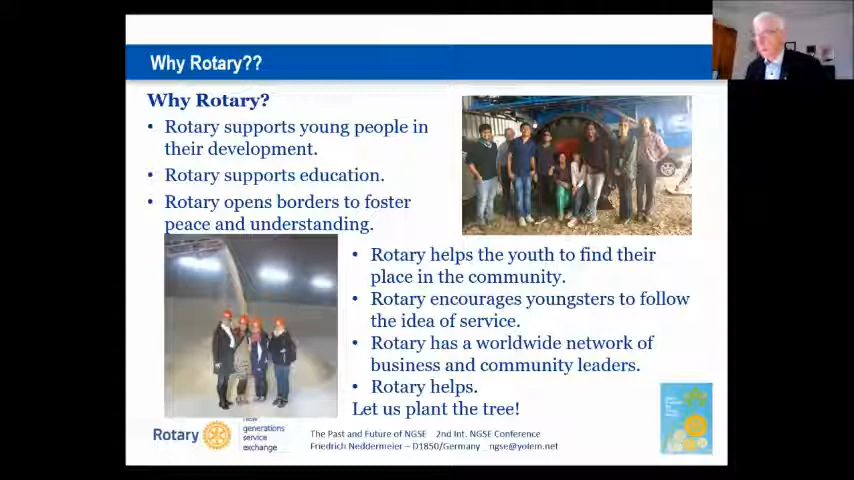 Why Rotary??
Why Rotary?
• Rotary supports young people in
their development.
• Rotary supports education.
• Rotary opens borders to foster
peace and understanding.
• Rotary helps the youth to find their
place in the community.
• Rotary encourages youngsters to follow
the idea of service.
• Rotary has a worldwide network of
business and community leaders.
• Rotary helps.
Let us plant the tree!
Rotary
new
generations
service
exchange
The Past and Future of NGSE 2nd Int. NGSE Conference
Friedrich Neddermeier – D1850/Germany ngse@yolem.net